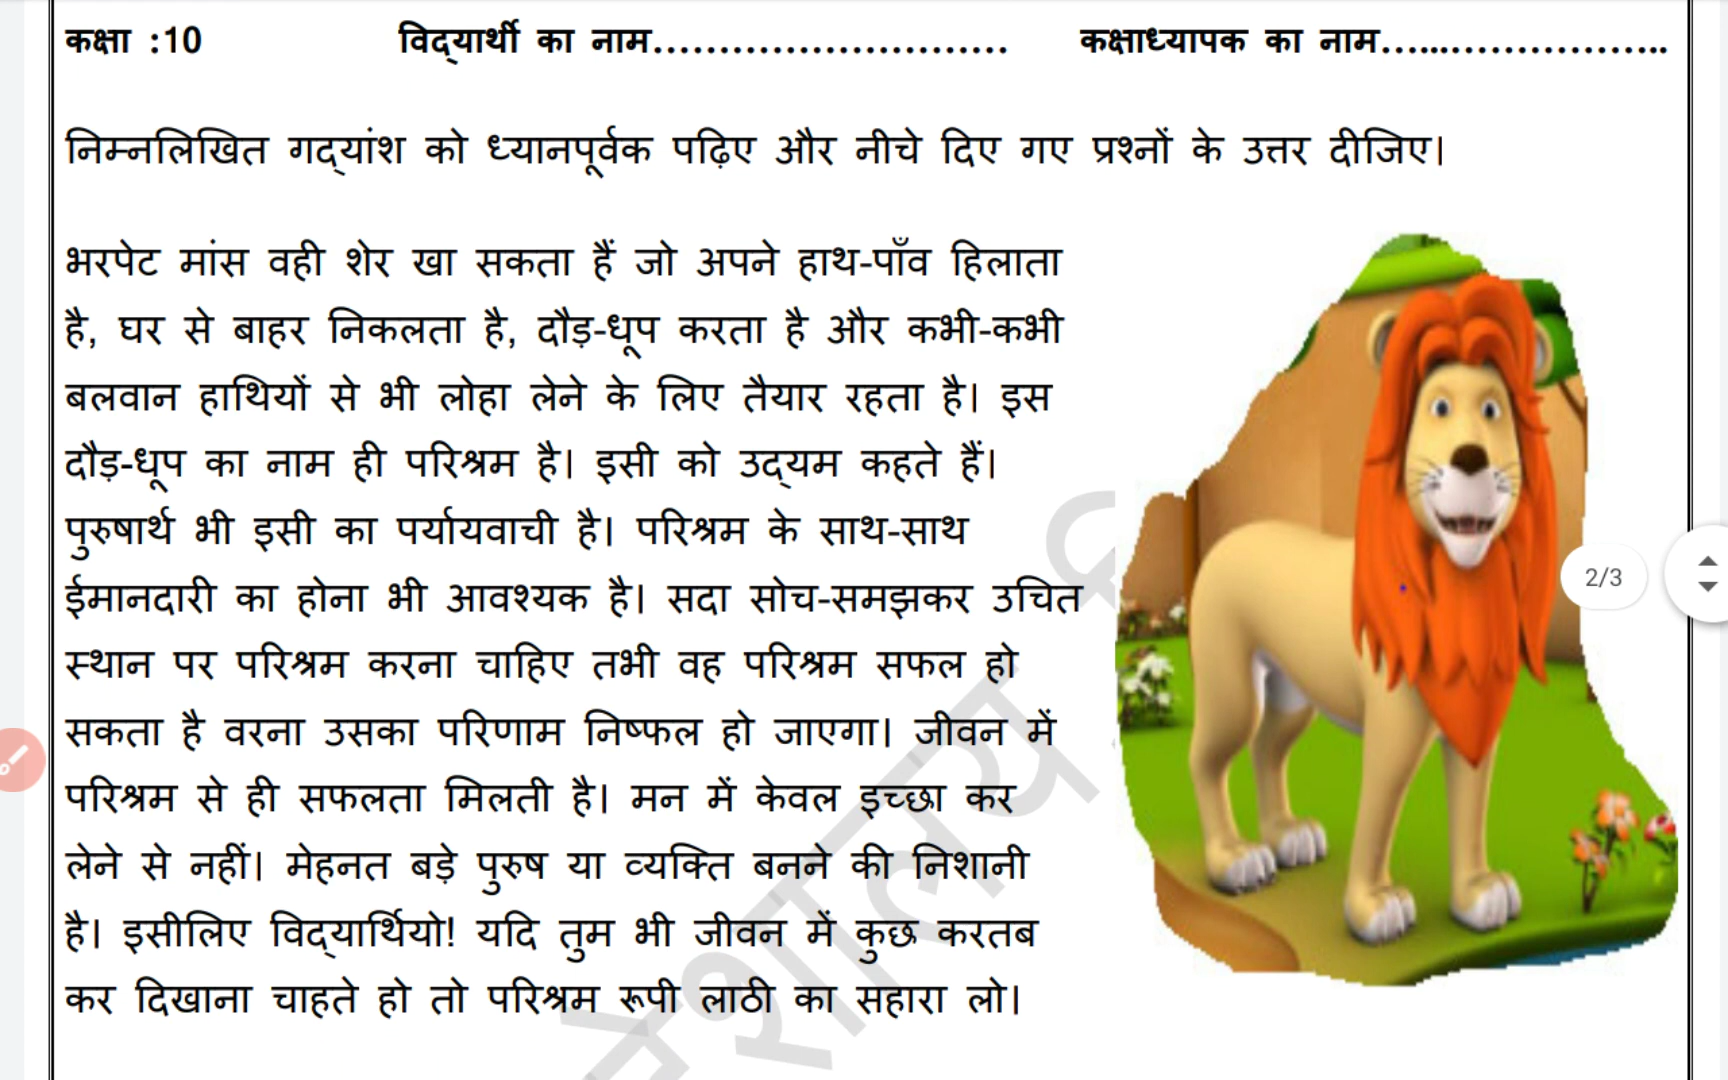 कक्षा :10 विद्यार्थी का नाम........................... कक्षाध्यापक का नाम.......................
निम्नलिखित गद्यांश को ध्यानपूर्वक पढ़िए और नीचे दिए गए प्रश्नों के उत्तर दीजिए।
भरपेट मांस वही शेर खा सकता हैं जो अपने हाथ-पाँव हिलाता
है, घर से बाहर निकलता है, दौड़-धूप करता है और कभी-कभी
बलवान हाथियों से भी लोहा लेने के लिए तैयार रहता है। इस
दौड़-धूप का नाम ही परिश्रम है। इसी को उद्यम कहते हैं।
पुरुषार्थ भी इसी का पर्यायवाची है। परिश्रम के साथ-साथ
ईमानदारी का होना भी आवश्यक है। सदा सोच-समझकर उचित
स्थान पर परिश्रम करना चाहिए तभी वह परिश्रम सफल हो
सकता है वरना उसका परिणाम निष्फल हो जाएगा। जीवन में
परिश्रम से ही सफलता मिलती है। मन में केवल इच्छा कर
लेने से नहीं। मेहनत बड़े पुरुष या व्यक्ति बनने की निशानी
है। इसीलिए विद्यार्थियो! यदि तुम भी जीवन में कुछ करतब
कर दिखाना चाहते हो तो परिश्रम रूपी लाठी का सहारा लो।
2/3